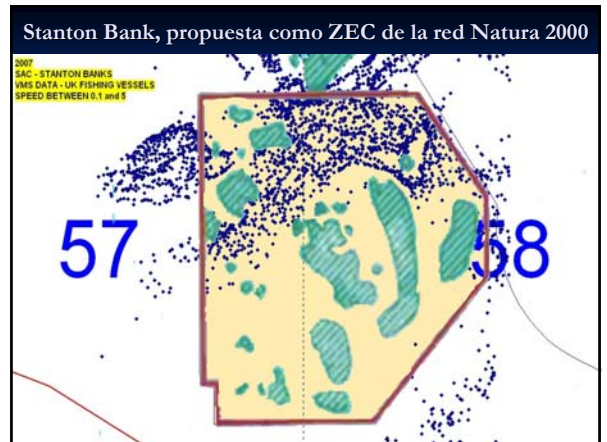 Stanton Bank, propuesta como ZEC de la red Natura 2000
2007
SAC - STANTON BANKS
VMS DATA - UK FISHING VESSELS
SPEED BETWEEN 0.1 and 5
57
58